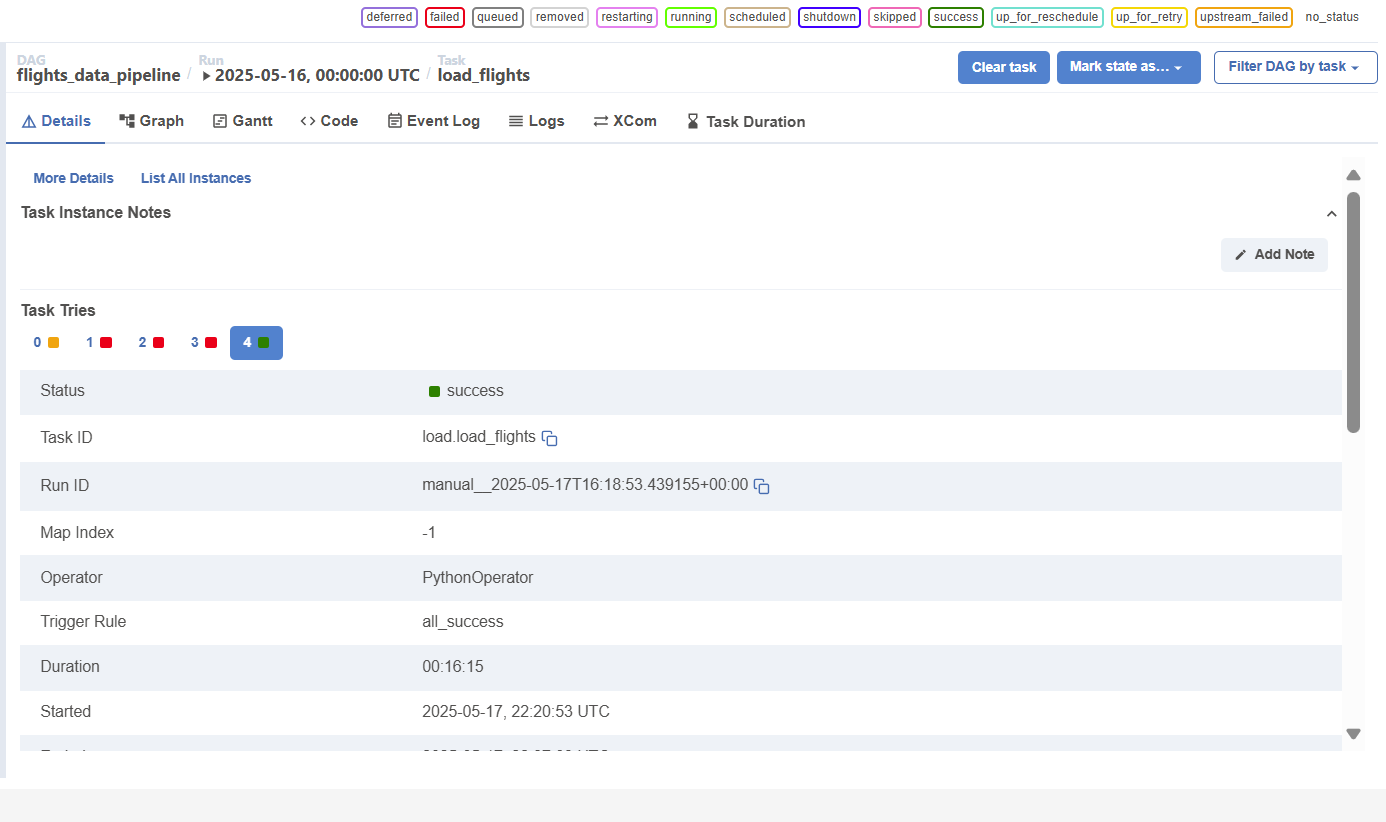 deferred failed queued removed restarting running scheduled shutdown skipped success up_for_reschedule up_for_retry upstream_failed no_status
DAG Run Task
flights_data_pipeline / 2025-05-16, 00:00:00 UTC / load_flights
Clear task Mark state as... Filter DAG by task
Details Graph Gantt <> Code Event Log Logs XCom Task Duration
More Details List All Instances
Task Instance Notes
Add Note
Task Tries
0 1 2 3 4
Status success
Task ID load.load_flights
Run ID manual__2025-05-17T16:18:53.439155+00:00
Map Index -1
Operator PythonOperator
Trigger Rule all_success
Duration 00:16:15
Started 2025-05-17, 22:20:53 UTC